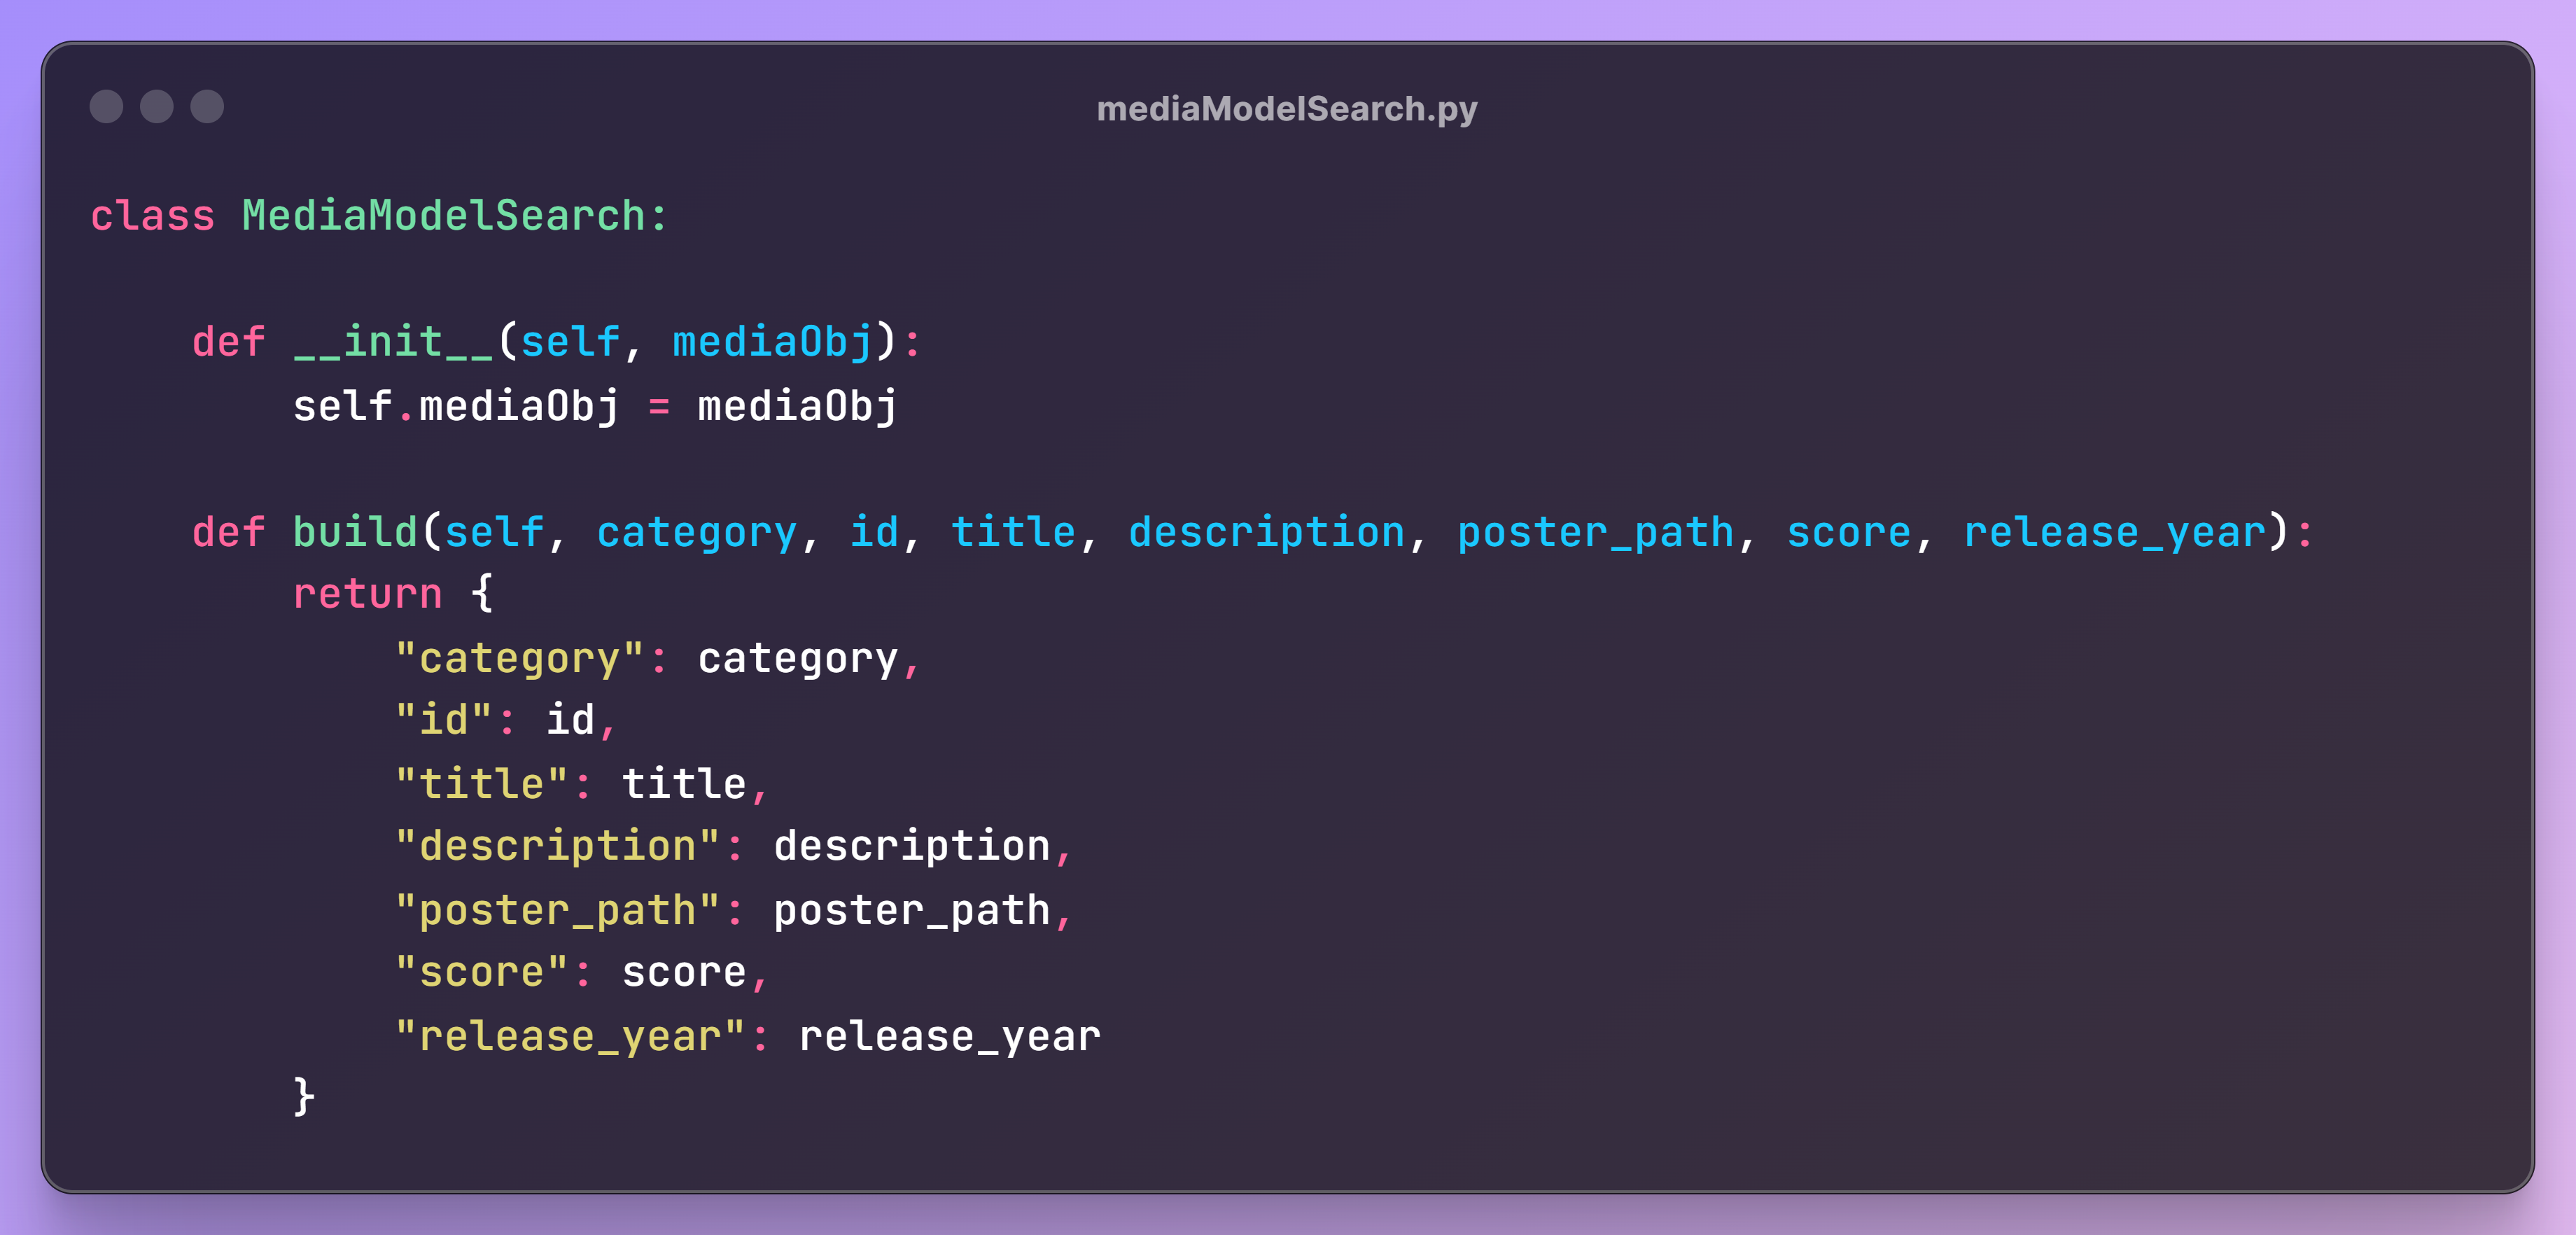 mediaModelSearch.py
class MediaModelSearch:
    def __init__(self, mediaObj):
        self.mediaObj = mediaObj
    def build(self, category, id, title, description, poster_path, score, release_year):
        return {
            "category": category,
            "id": id,
            "title": title,
            "description": description,
            "poster_path": poster_path,
            "score": score,
            "release_year": release_year
        }